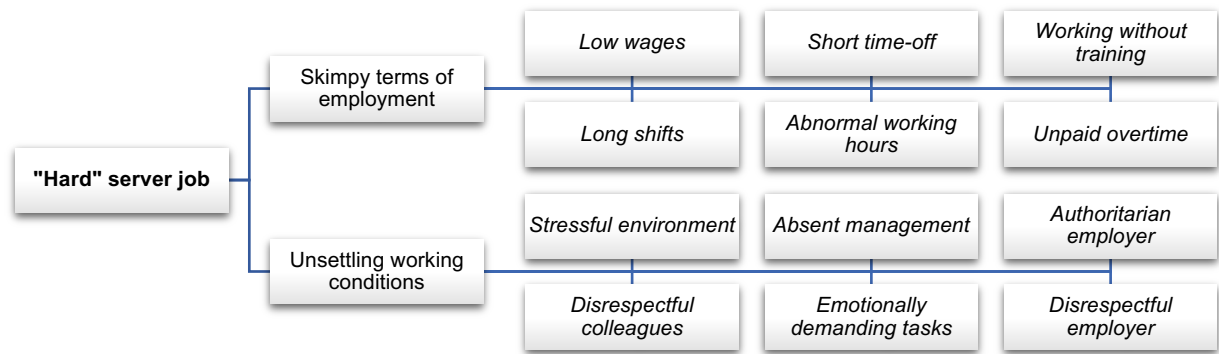 Low wages
Short time-off
Working without
training
Skimpy terms of
employment
Long shifts
Abnormal working
hours
Unpaid overtime
"Hard" server job
Stressful environment
Absent management
Authoritarian
employer
Unsettling working
conditions
Disrespectful
colleagues
Emotionally
demanding tasks
Disrespectful
employer